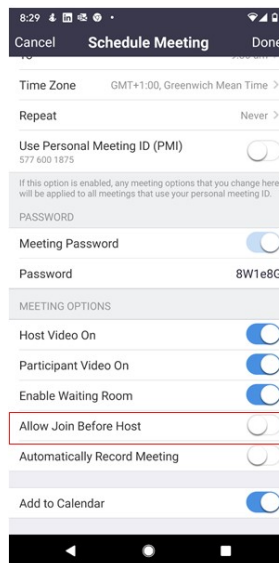 8:29
Cancel Schedule Meeting Done
Time Zone GMT+1:00, Greenwich Mean Time >
Repeat Never >
Use Personal Meeting ID (PMI)
577 600 1875
If this option is enabled, any meeting options that you change here
will be applied to all meetings that use your personal meeting ID.
PASSWORD
Meeting Password
Password 8W1e8G
MEETING OPTIONS
Host Video On
Participant Video On
Enable Waiting Room
Allow Join Before Host
Automatically Record Meeting
Add to Calendar